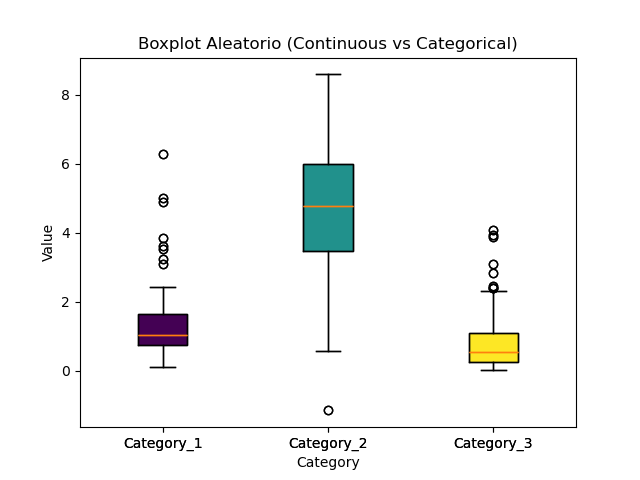 Boxplot Aleatorio (Continuous vs Categorical)
8
6
4
2
0
Value
Category_1 Category_2 Category_3
Category